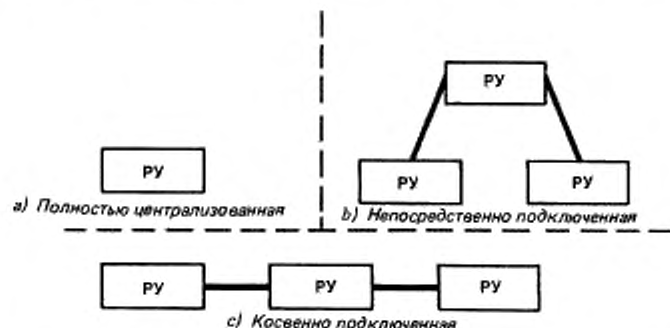 РУ
a) Полностью централизованная
РУ
РУ
РУ
b) Непосредственно подключенная
РУ
РУ
РУ
c) Косвенно подключенная